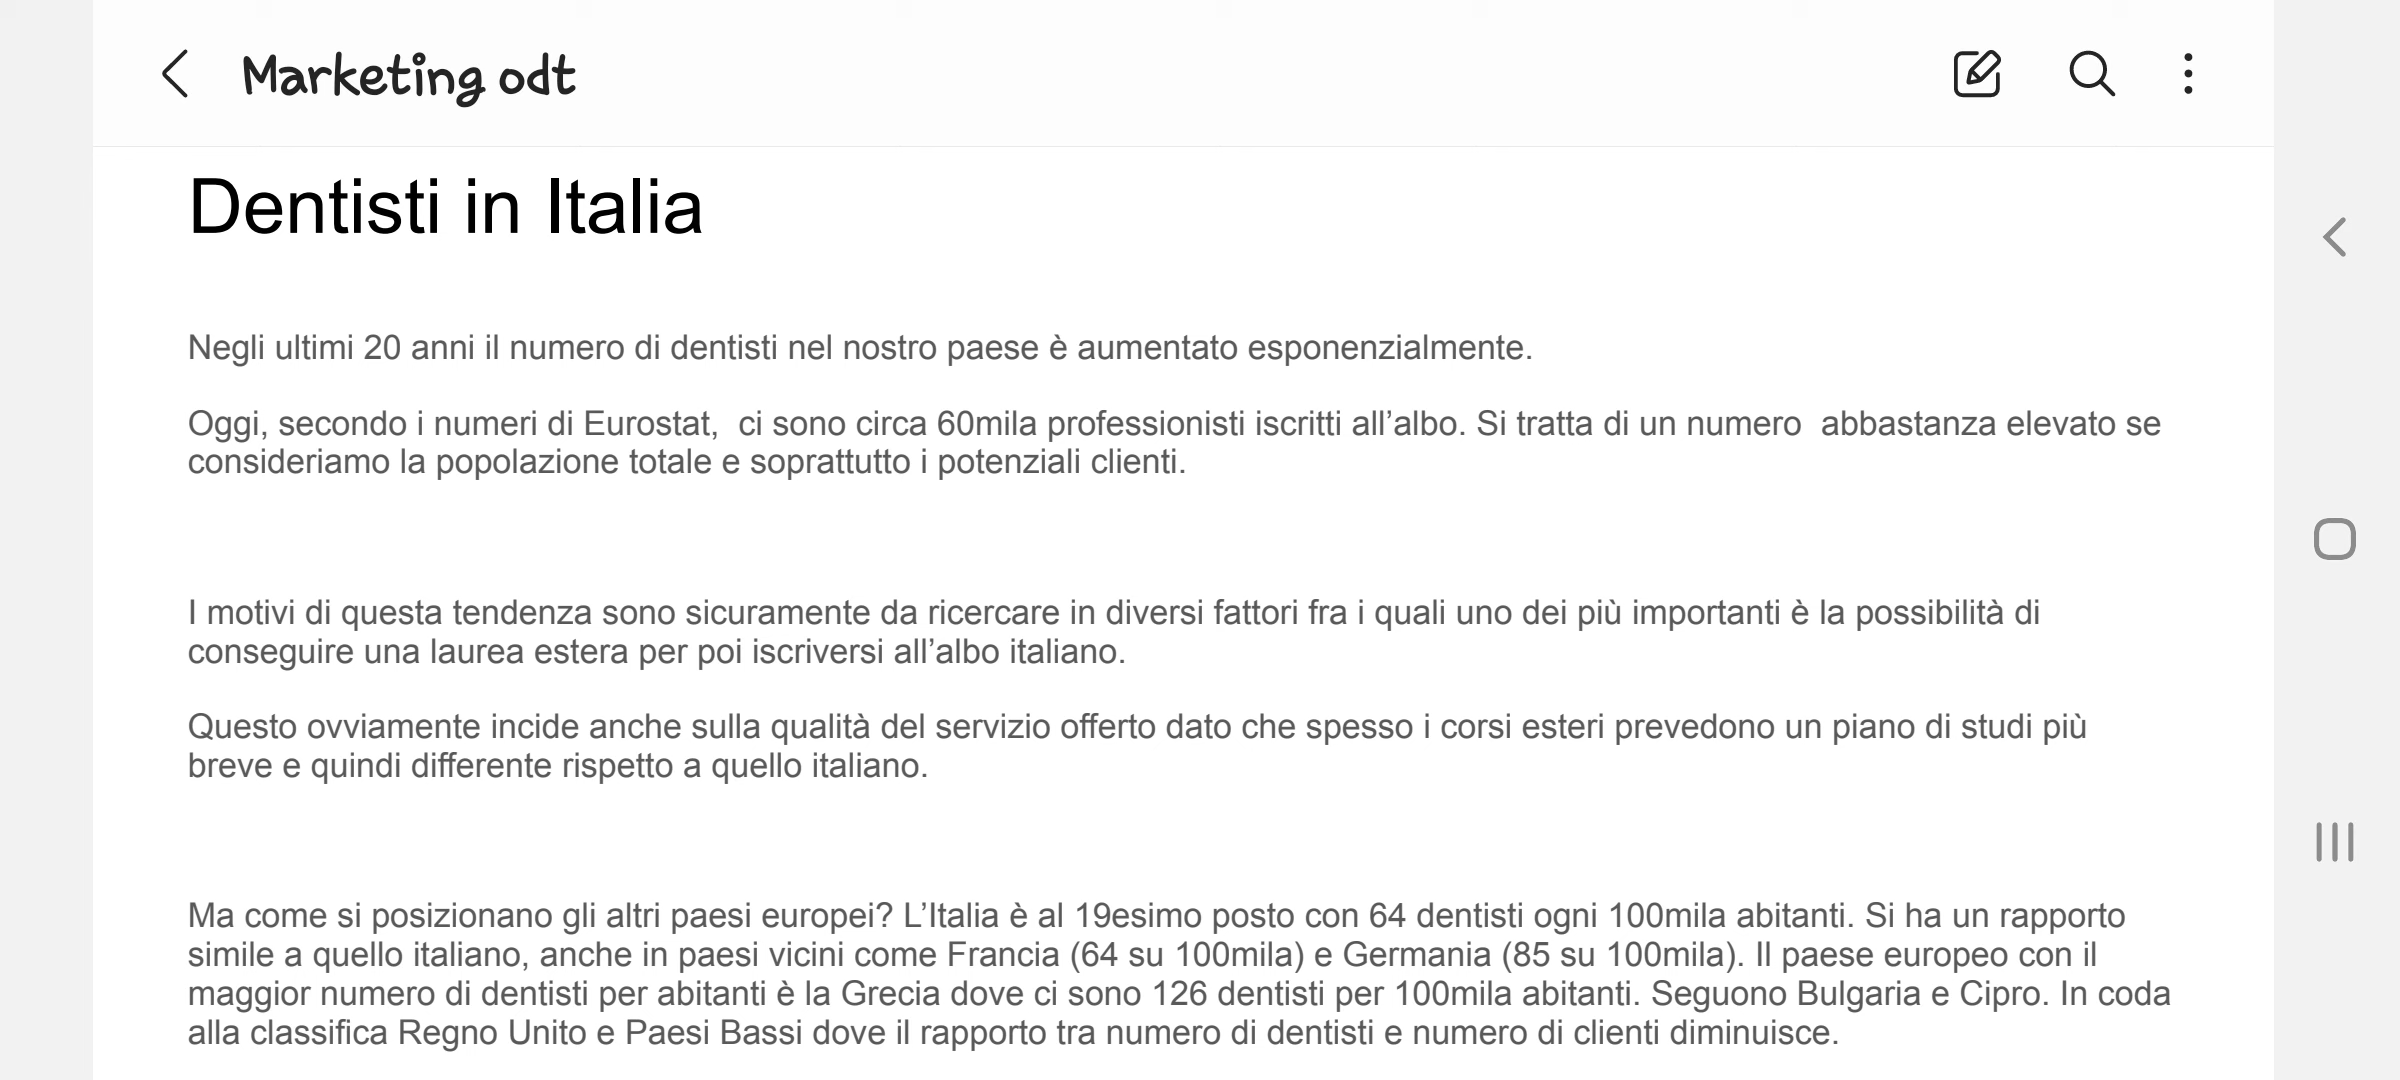 Marketing odt
Dentisti in Italia
Negli ultimi 20 anni il numero di dentisti nel nostro paese è aumentato esponenzialmente.
Oggi, secondo i numeri di Eurostat,  ci sono circa 60mila professionisti iscritti all’albo. Si tratta di un numero  abbastanza elevato se
consideriamo la popolazione totale e soprattutto i potenziali clienti.
I motivi di questa tendenza sono sicuramente da ricercare in diversi fattori fra i quali uno dei più importanti è la possibilità di
conseguire una laurea estera per poi iscriversi all’albo italiano.
Questo ovviamente incide anche sulla qualità del servizio offerto dato che spesso i corsi esteri prevedono un piano di studi più
breve e quindi differente rispetto a quello italiano.
Ma come si posizionano gli altri paesi europei? L’Italia è al 19esimo posto con 64 dentisti ogni 100mila abitanti. Si ha un rapporto
simile a quello italiano, anche in paesi vicini come Francia (64 su 100mila) e Germania (85 su 100mila). Il paese europeo con il
maggior numero di dentisti per abitanti è la Grecia dove ci sono 126 dentisti per 100mila abitanti. Seguono Bulgaria e Cipro. In coda
alla classifica Regno Unito e Paesi Bassi dove il rapporto tra numero di dentisti e numero di clienti diminuisce.